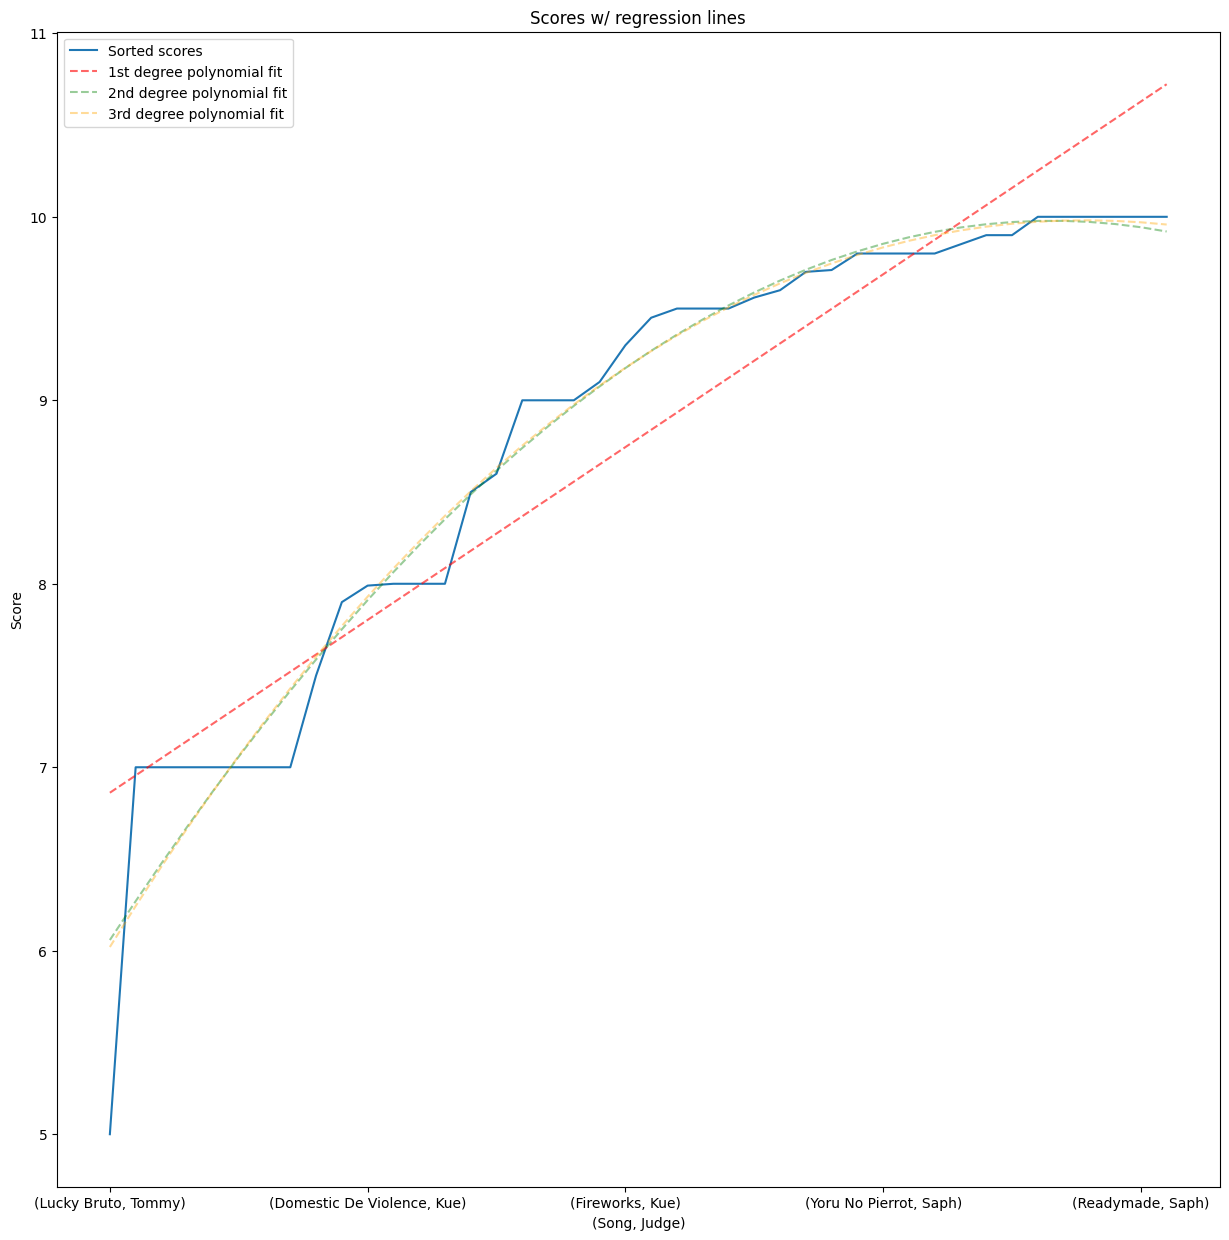 Scores w/ regression lines
Sorted scores
1st degree polynomial fit
2nd degree polynomial fit
3rd degree polynomial fit
11
10
9
8
7
6
5
Score
(Lucky Bruto, Tommy)
(Domestic De Violence, Kue)
(Fireworks, Kue)
(Yoru No Pierrot, Saph)
(Readymade, Saph)
(Song, Judge)